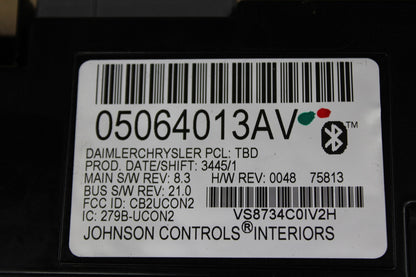 05064013AV
™
DAIMLERCHRYSLER PCL: TBD
PROD. DATE/SHIFT: 3445/1
MAIN S/W REV: 8.3 H/W REV: 0048 75813
BUS S/W REV: 21.0
FCC ID: CB2UCON2
IC: 279B-UCON2 VS8734C0IV2H
JOHNSON CONTROLS® INTERIORS